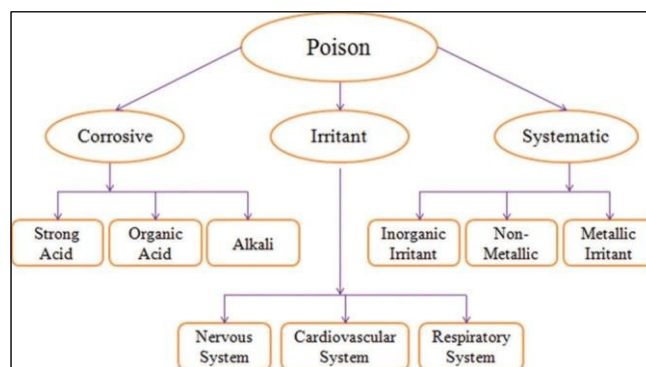 Poison
Corrosive
Irritant
Systematic
Strong
Acid
Organic
Acid
Alkali
Inorganic
Irritant
Non-
Metallic
Metallic
Irritant
Nervous
System
Cardiovascular
System
Respiratory
System